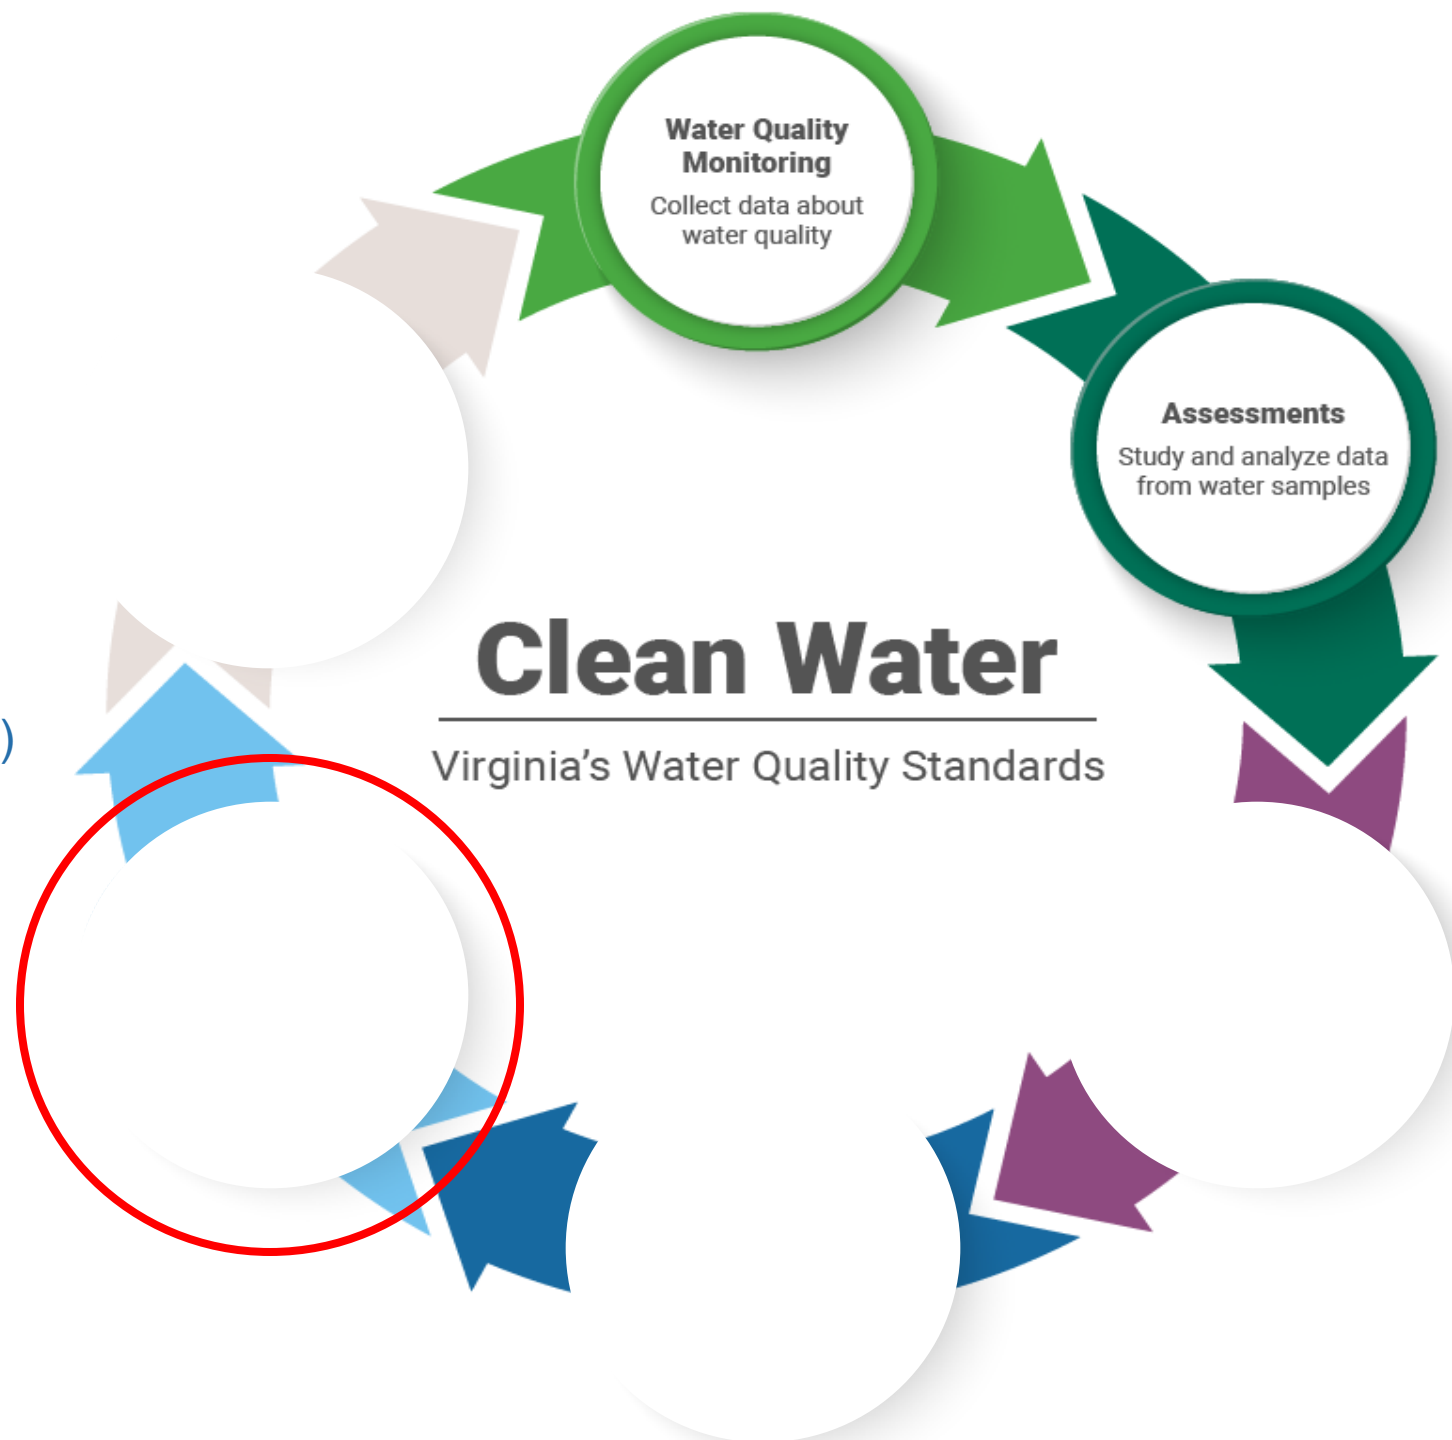 Water Quality
Monitoring
Collect data about
water quality
Assessments
Study and analyze data
from water samples
Clean Water
)
Virginia’s Water Quality Standards